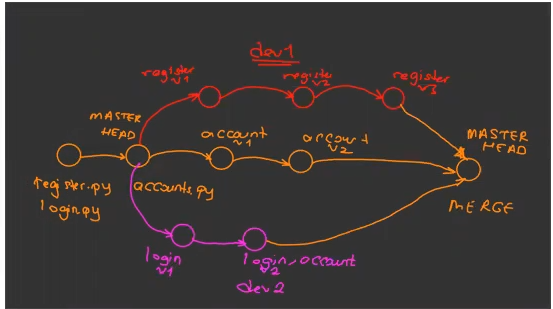 dev1
register
v1
register
v2
register
v3
MASTER
HEAD
account
v1
account
v2
MASTER
HEAD
register.py
login.py
accounts.py
MERGE
login
v1
login, account
v2
dev2